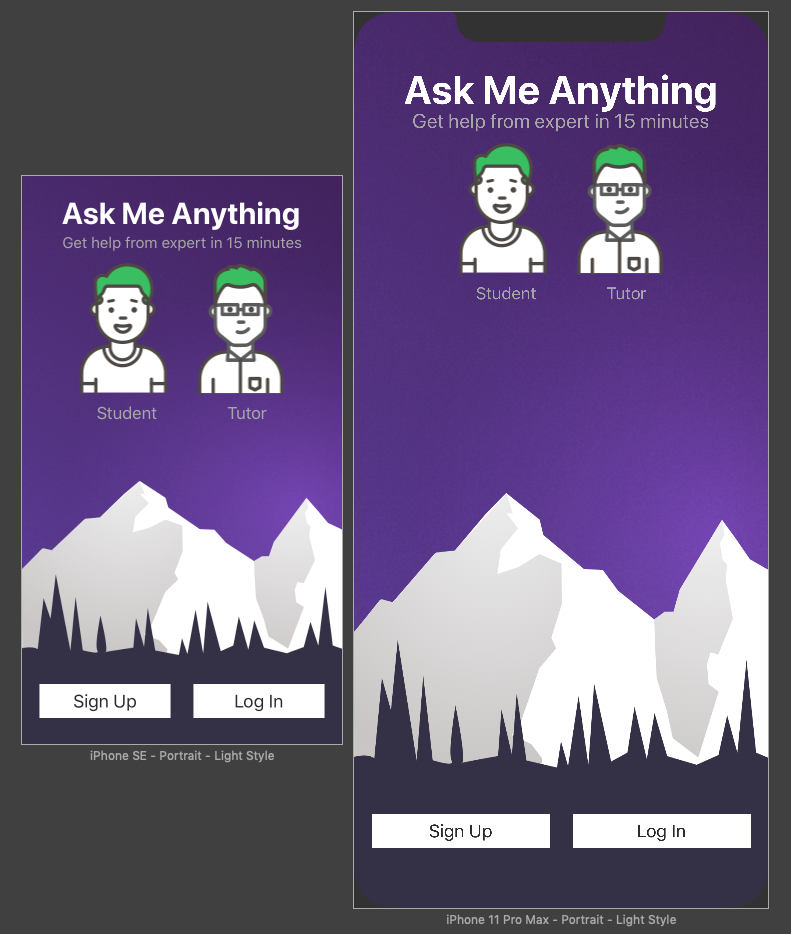 Ask Me Anything
Get help from expert in 15 minutes
Student Tutor
Sign Up Log In
iPhone SE - Portrait - Light Style
Ask Me Anything
Get help from expert in 15 minutes
Student Tutor
Sign Up Log In
iPhone 11 Pro Max - Portrait - Light Style